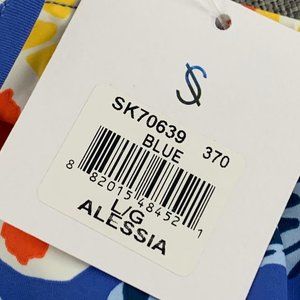 SK70639
BLUE 370
8 82015 48452 1
L/G
ALESSIA